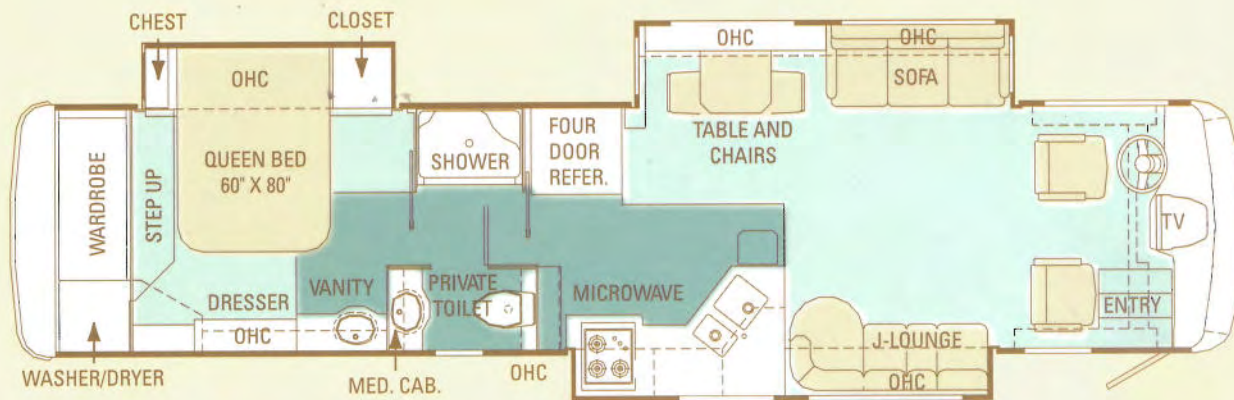 CHEST
CLOSET
OHC
OHC
OHC
SOFA
WARDROBE
STEP UP
QUEEN BED
60" X 80"
SHOWER
FOUR
DOOR
REFER.
TABLE AND
CHAIRS
TV
DRESSER
VANITY
PRIVATE
TOILET
MICROWAVE
ENTRY
OHC
J-LOUNGE
OHC
WASHER/DRYER
MED. CAB.
OHC